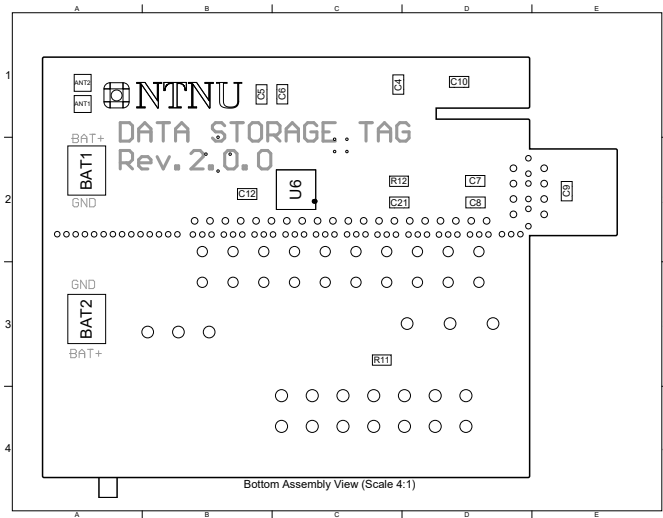 A B C D E
1
ANT2
ANT1
NTNU
C5
C6
C4
C10
DATA STORAGE TAG
Rev.2.0.0
BAT+
BAT1
GND
2
C12
U6
R12
C21
C7
C8
C9
GND
BAT2
BAT+
3
R11
4
Bottom Assembly View (Scale 4:1)
A B C D E